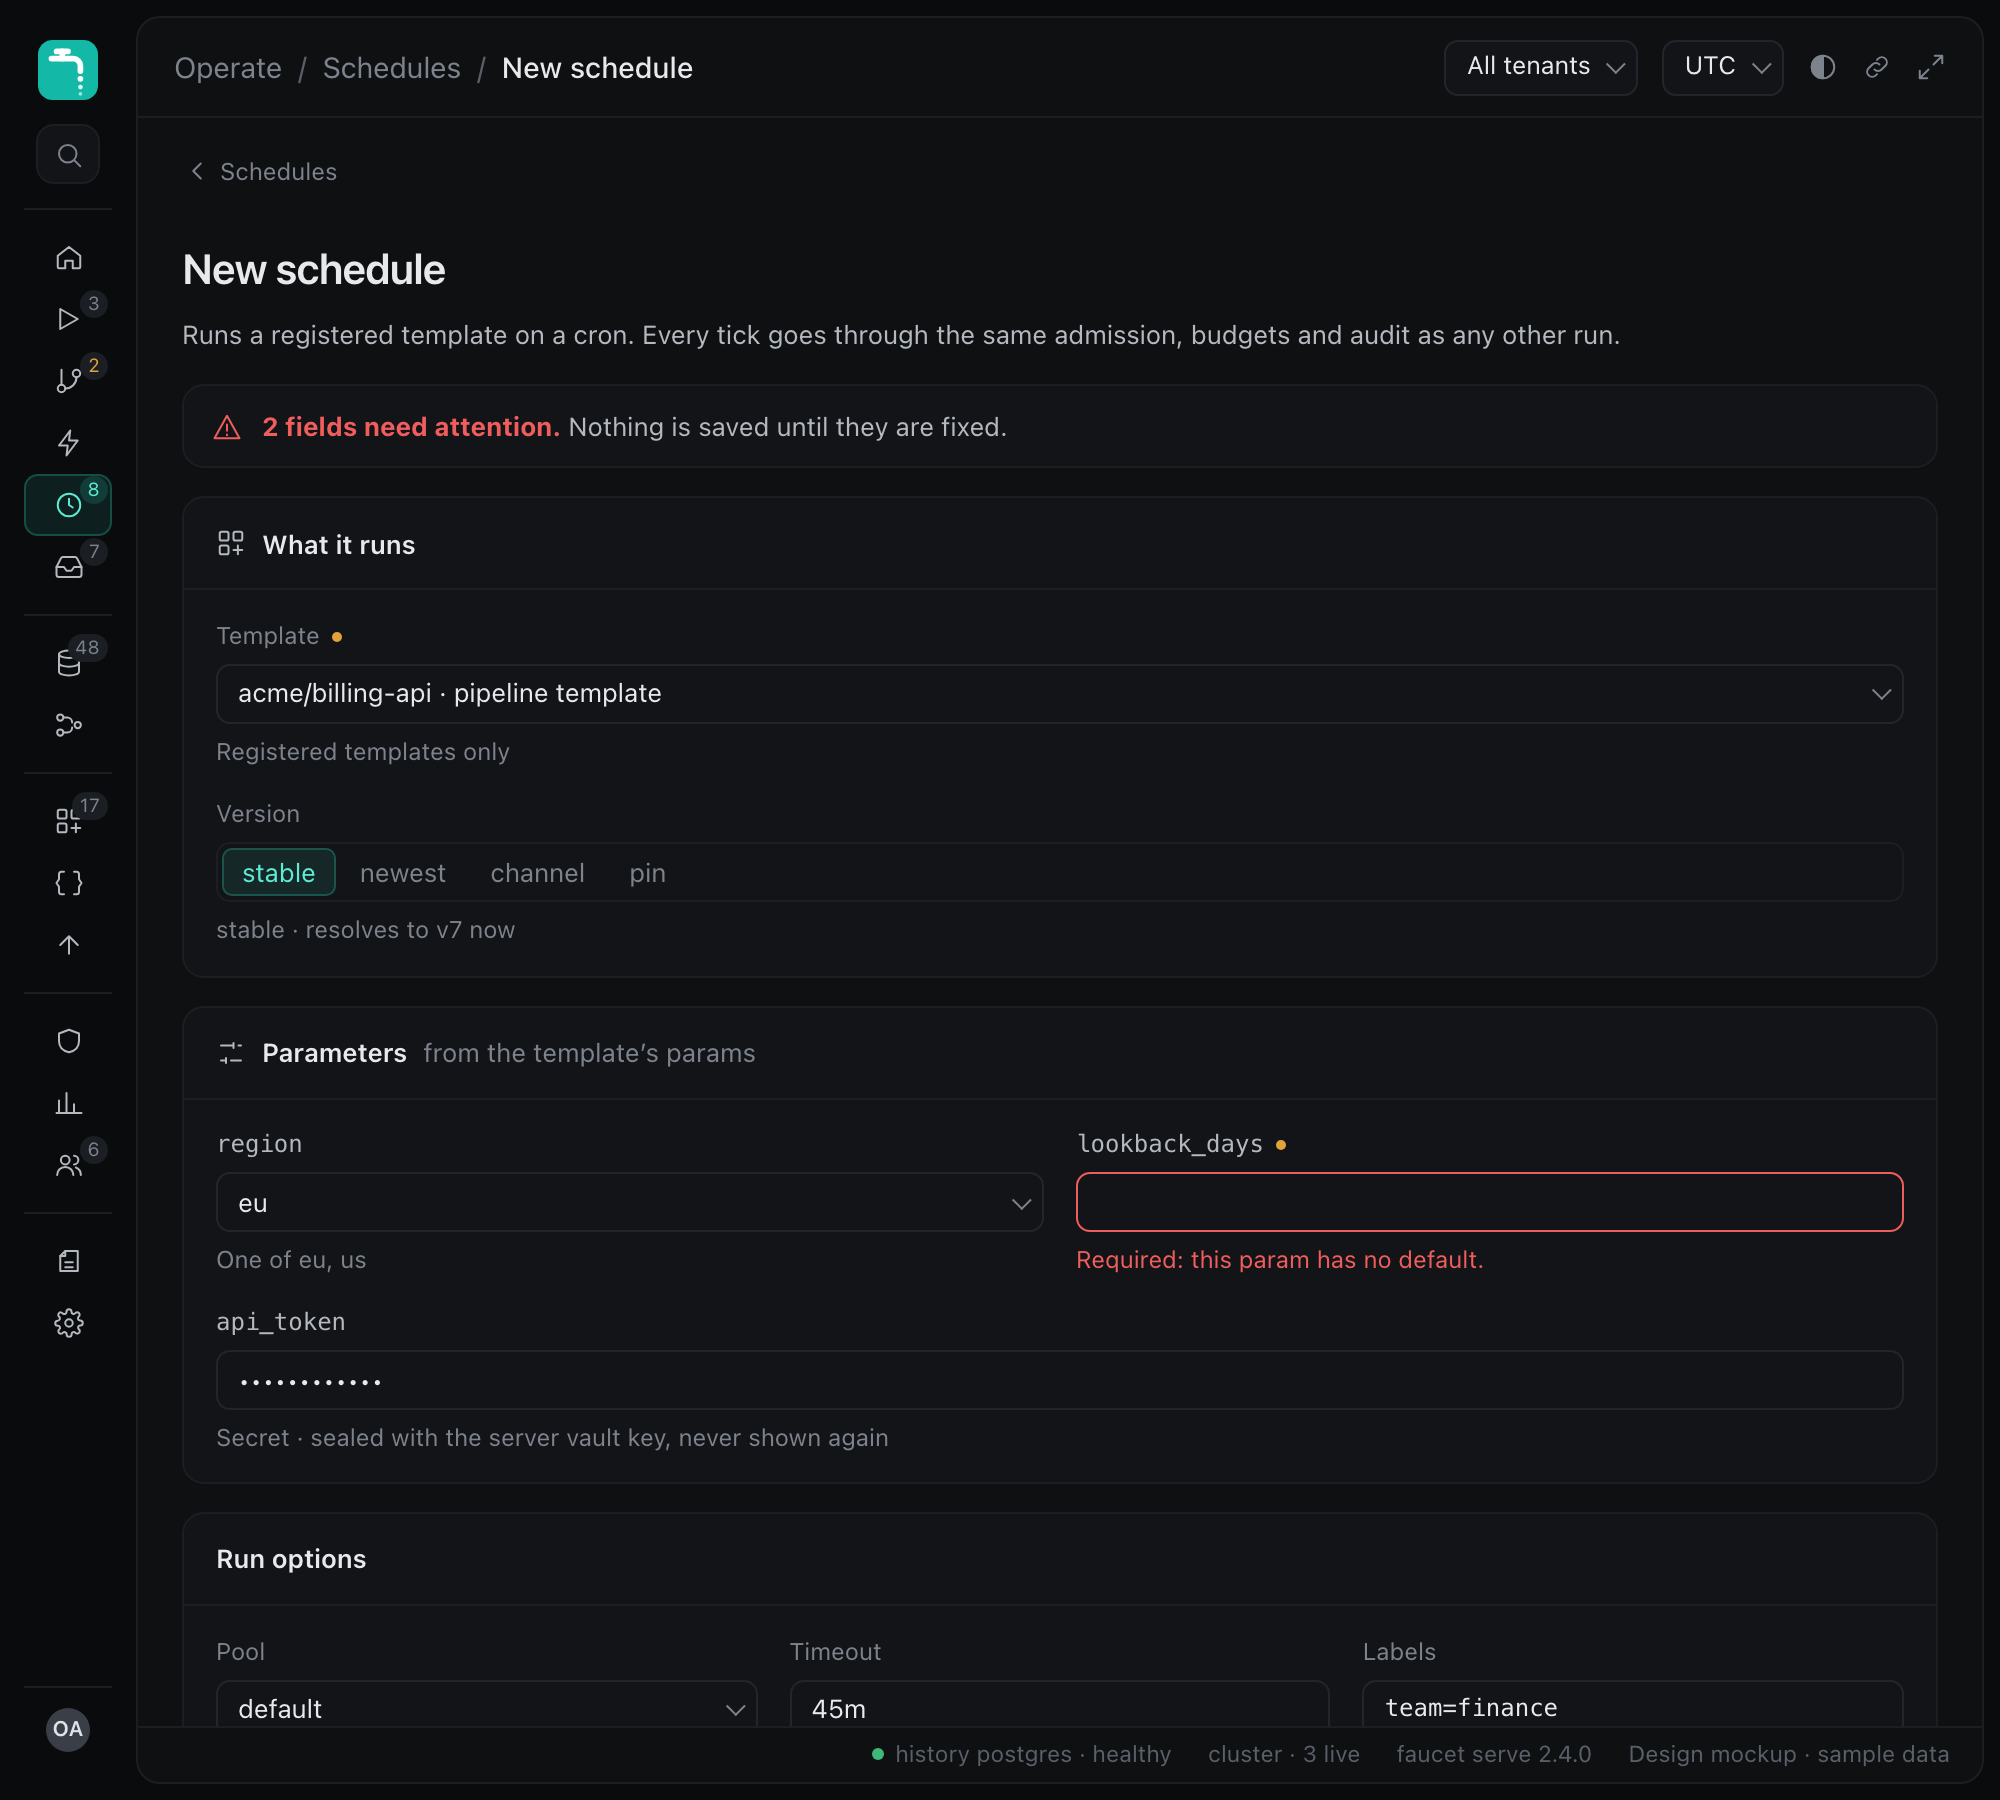 Operate / Schedules / New schedule
All tenants
UTC
Schedules
New schedule
Runs a registered template on a cron. Every tick goes through the same admission, budgets and audit as any other run.
2 fields need attention. Nothing is saved until they are fixed.
3
2
8
7
48
17
6
OA
What it runs
Template
acme/billing-api · pipeline template
Registered templates only
Version
stable newest channel pin
stable · resolves to v7 now
Parameters from the template’s params
region
eu
One of eu, us
lookback_days
Required: this param has no default.
api_token
••••••••••••
Secret · sealed with the server vault key, never shown again
Run options
Pool
default
Timeout
45m
Labels
team=finance
history postgres · healthy cluster · 3 live faucet serve 2.4.0 Design mockup · sample data